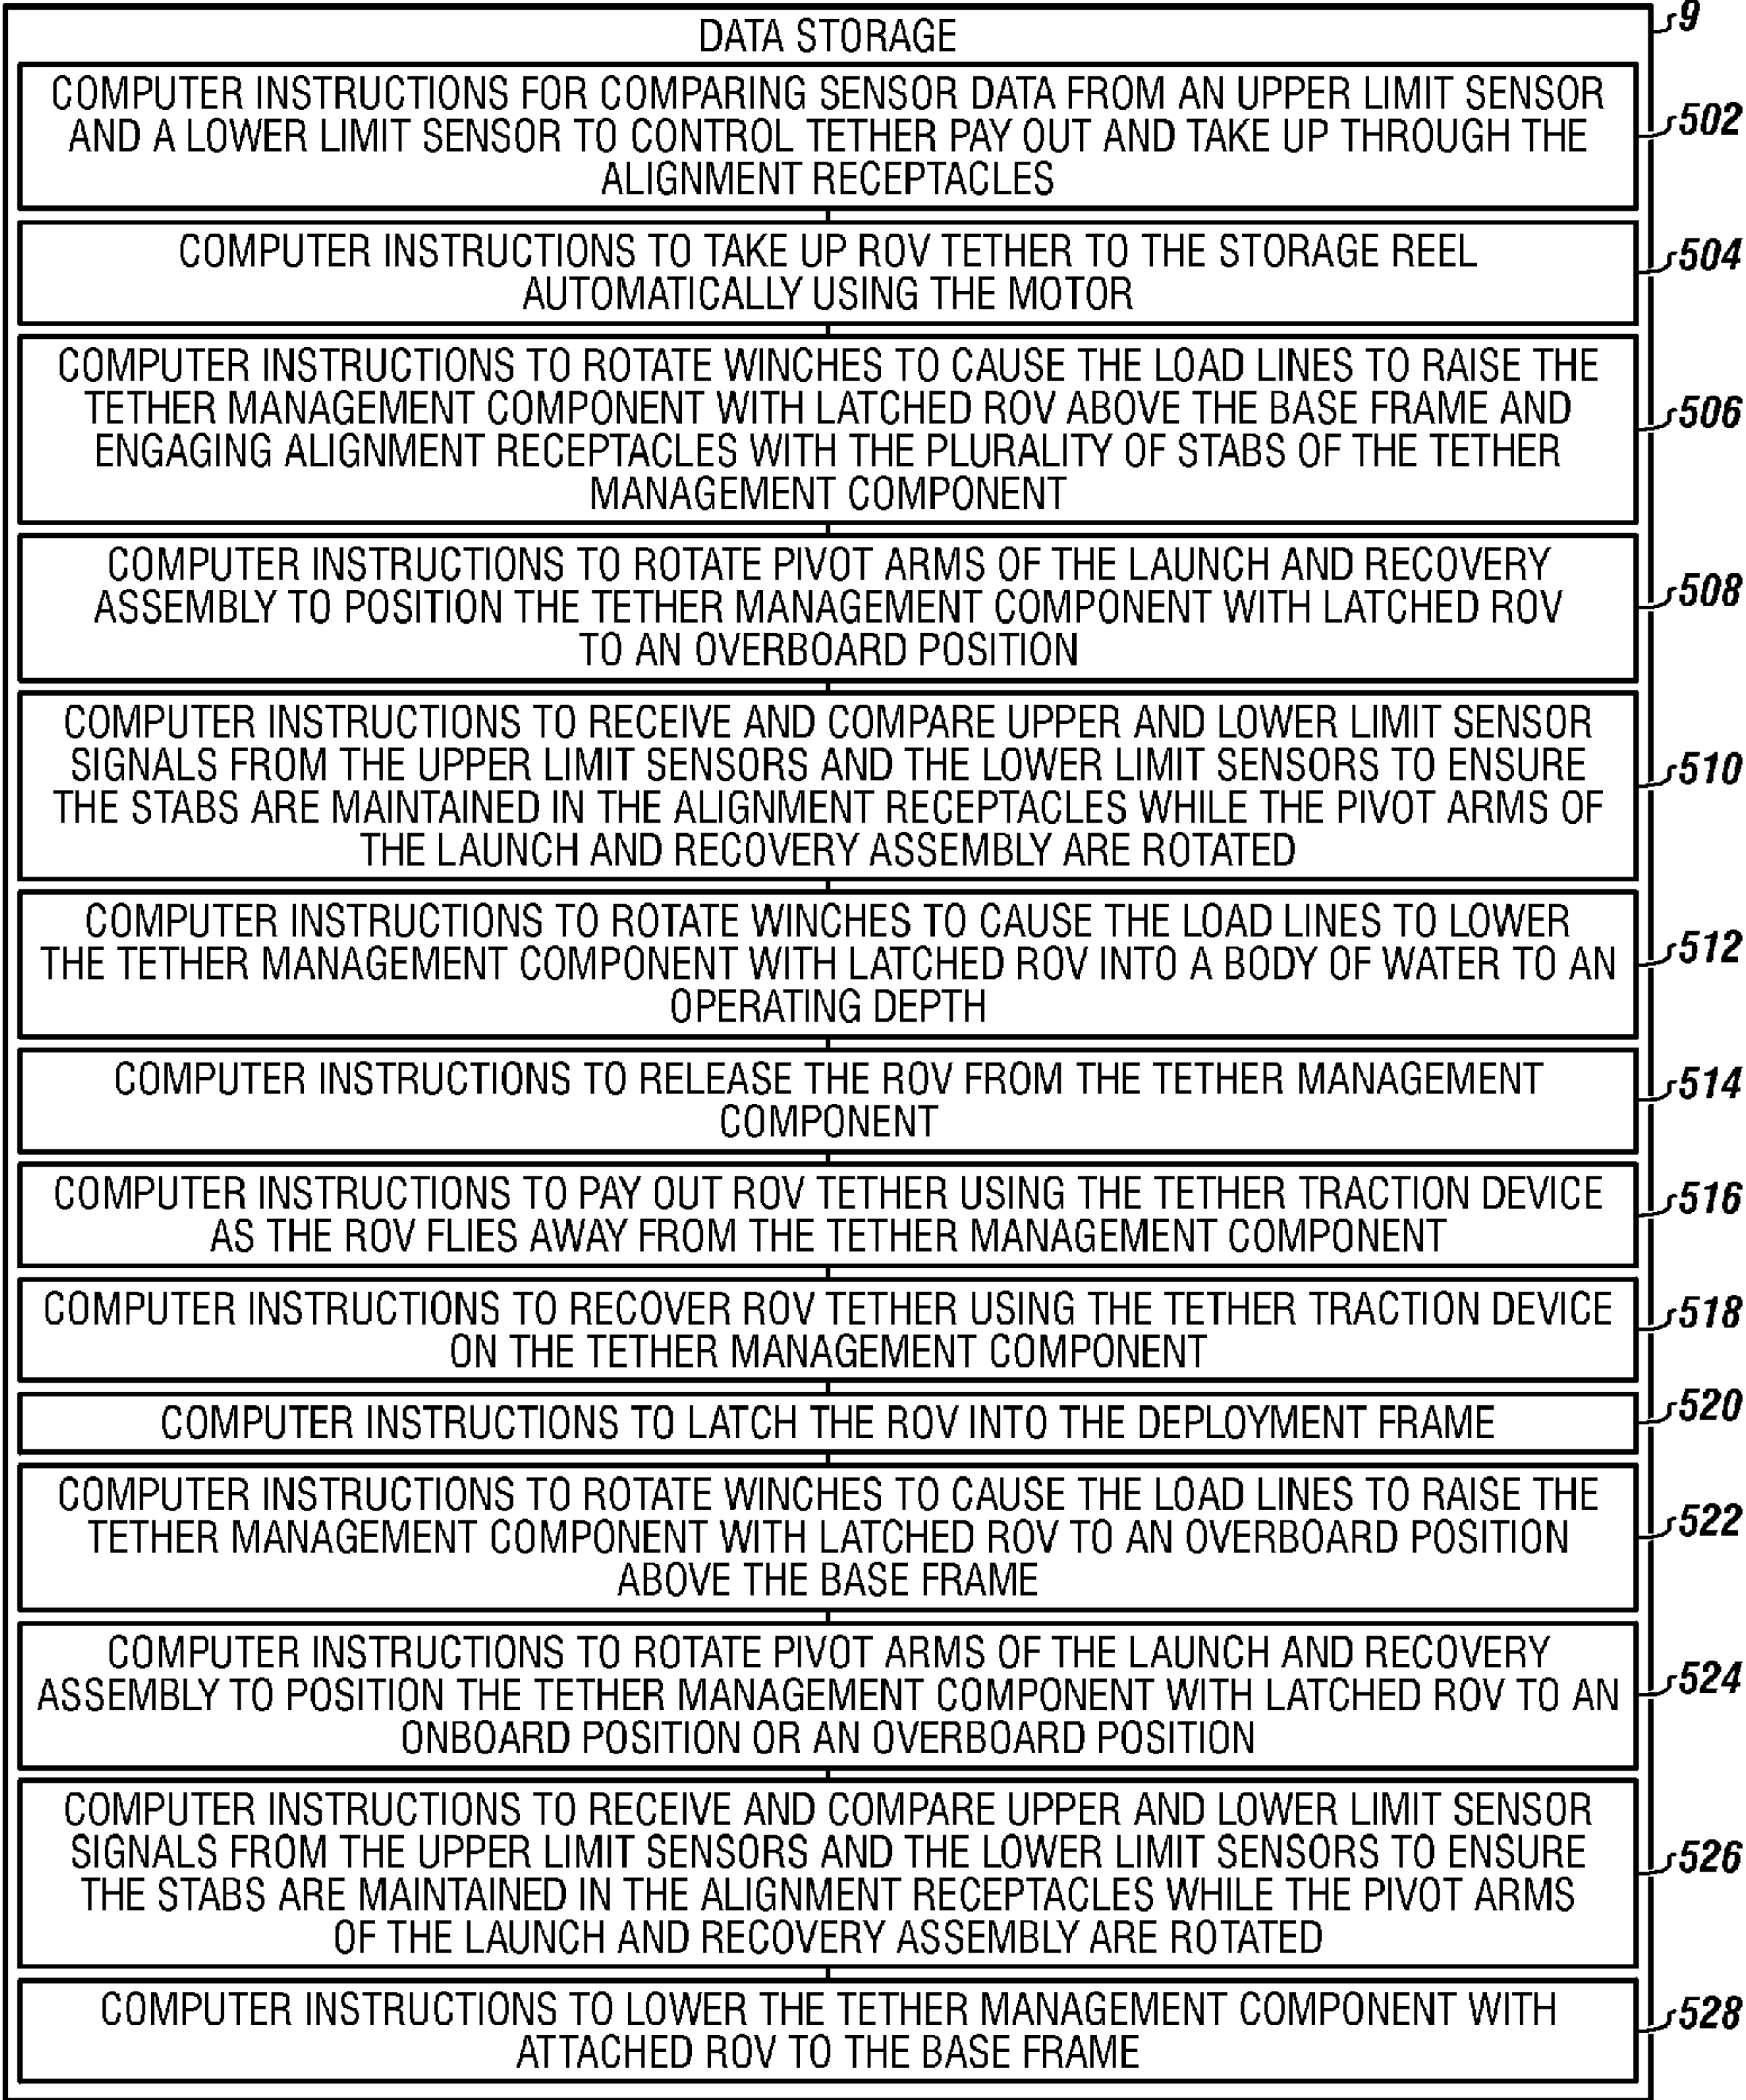 DATA STORAGE
9
COMPUTER INSTRUCTIONS FOR COMPARING SENSOR DATA FROM AN UPPER LIMIT SENSOR
AND A LOWER LIMIT SENSOR TO CONTROL TETHER PAY OUT AND TAKE UP THROUGH THE
ALIGNMENT RECEPTACLES
502
COMPUTER INSTRUCTIONS TO TAKE UP ROV TETHER TO THE STORAGE REEL
AUTOMATICALLY USING THE MOTOR
504
COMPUTER INSTRUCTIONS TO ROTATE WINCHES TO CAUSE THE LOAD LINES TO RAISE THE
TETHER MANAGEMENT COMPONENT WITH LATCHED ROV ABOVE THE BASE FRAME AND
ENGAGING ALIGNMENT RECEPTACLES WITH THE PLURALITY OF STABS OF THE TETHER
MANAGEMENT COMPONENT
506
COMPUTER INSTRUCTIONS TO ROTATE PIVOT ARMS OF THE LAUNCH AND RECOVERY
ASSEMBLY TO POSITION THE TETHER MANAGEMENT COMPONENT WITH LATCHED ROV
TO AN OVERBOARD POSITION
508
COMPUTER INSTRUCTIONS TO RECEIVE AND COMPARE UPPER AND LOWER LIMIT SENSOR
SIGNALS FROM THE UPPER LIMIT SENSORS AND THE LOWER LIMIT SENSORS TO ENSURE
THE STABS ARE MAINTAINED IN THE ALIGNMENT RECEPTACLES WHILE THE PIVOT ARMS OF
THE LAUNCH AND RECOVERY ASSEMBLY ARE ROTATED
510
COMPUTER INSTRUCTIONS TO ROTATE WINCHES TO CAUSE THE LOAD LINES TO LOWER
THE TETHER MANAGEMENT COMPONENT WITH LATCHED ROV INTO A BODY OF WATER TO AN
OPERATING DEPTH
512
COMPUTER INSTRUCTIONS TO RELEASE THE ROV FROM THE TETHER MANAGEMENT
COMPONENT
514
COMPUTER INSTRUCTIONS TO PAY OUT ROV TETHER USING THE TETHER TRACTION DEVICE
AS THE ROV FLIES AWAY FROM THE TETHER MANAGEMENT COMPONENT
516
COMPUTER INSTRUCTIONS TO RECOVER ROV TETHER USING THE TETHER TRACTION DEVICE
ON THE TETHER MANAGEMENT COMPONENT
518
COMPUTER INSTRUCTIONS TO LATCH THE ROV INTO THE DEPLOYMENT FRAME
520
COMPUTER INSTRUCTIONS TO ROTATE WINCHES TO CAUSE THE LOAD LINES TO RAISE THE
TETHER MANAGEMENT COMPONENT WITH LATCHED ROV TO AN OVERBOARD POSITION
ABOVE THE BASE FRAME
522
COMPUTER INSTRUCTIONS TO ROTATE PIVOT ARMS OF THE LAUNCH AND RECOVERY
ASSEMBLY TO POSITION THE TETHER MANAGEMENT COMPONENT WITH LATCHED ROV TO AN
ONBOARD POSITION OR AN OVERBOARD POSITION
524
COMPUTER INSTRUCTIONS TO RECEIVE AND COMPARE UPPER AND LOWER LIMIT SENSOR
SIGNALS FROM THE UPPER LIMIT SENSORS AND THE LOWER LIMIT SENSORS TO ENSURE
THE STABS ARE MAINTAINED IN THE ALIGNMENT RECEPTACLES WHILE THE PIVOT ARMS
OF THE LAUNCH AND RECOVERY ASSEMBLY ARE ROTATED
526
COMPUTER INSTRUCTIONS TO LOWER THE TETHER MANAGEMENT COMPONENT WITH
ATTACHED ROV TO THE BASE FRAME
528